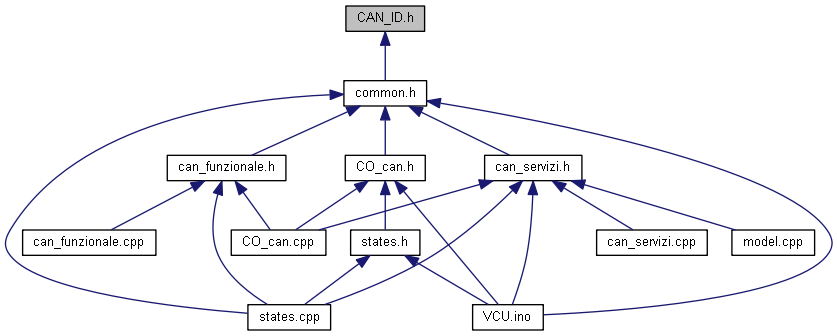 CAN_ID.h
common.h
can_funzionale.h
CO_can.h
can_servizi.h
can_funzionale.cpp
CO_can.cpp
states.h
can_servizi.cpp
model.cpp
states.cpp
VCU.ino